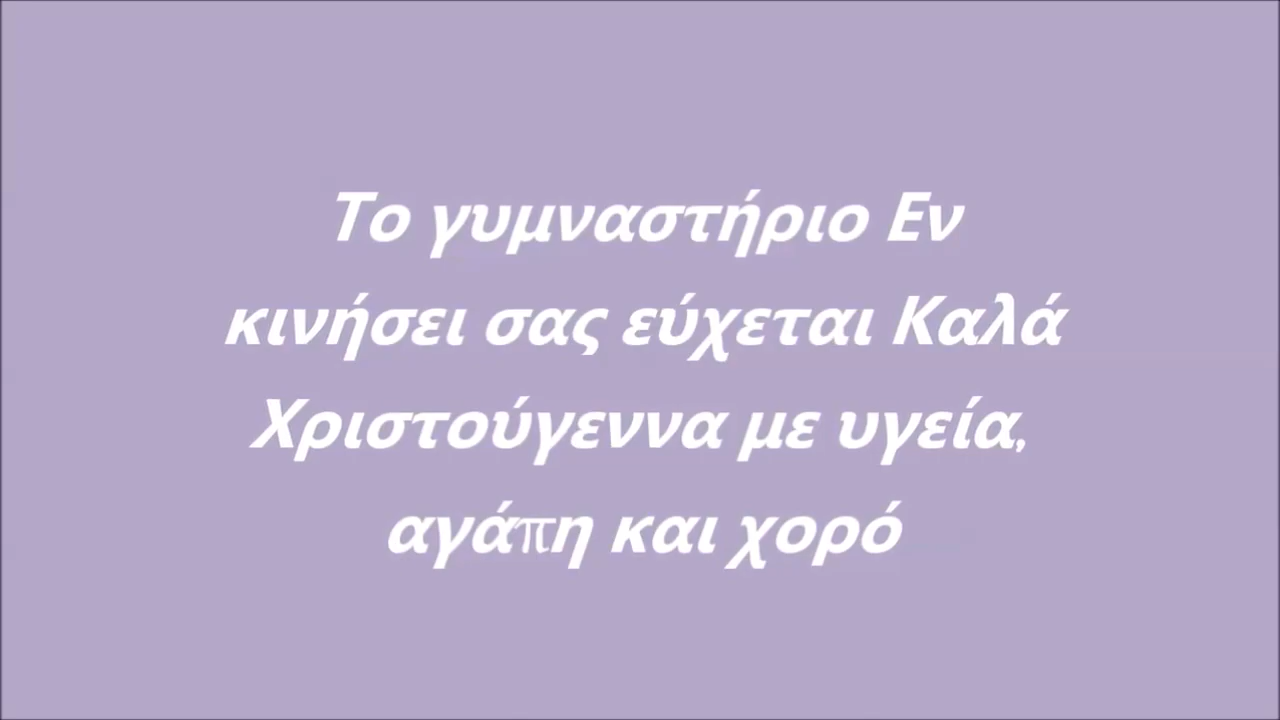 Το γυμναστήριο Εν
κινήσει σας εύχεται Καλά
Χριστούγεννα με υγεία,
αγάπη και χορό